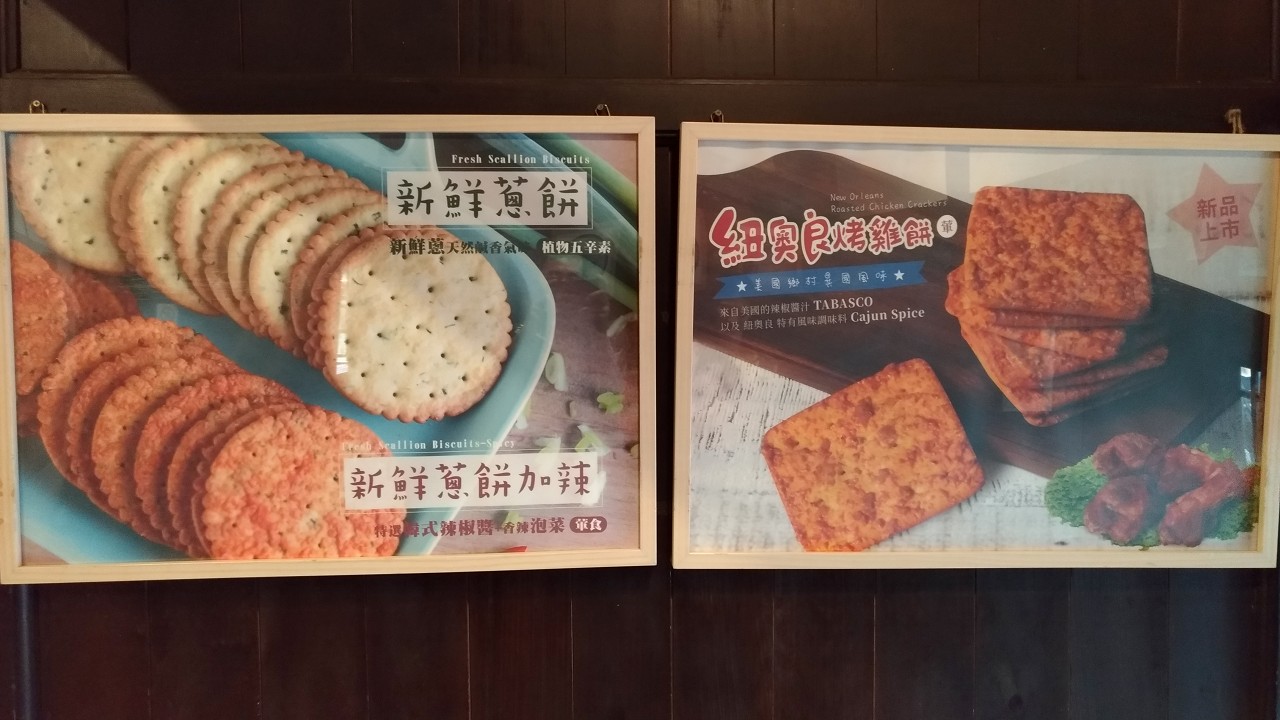 Fresh Scallion Biscuits
新鮮蔥餅
新鮮蔥天然鹹香氣味 植物五辛素
Fresh Scallion Biscuits-Spicy
新鮮蔥餅加辣
特選韓式辣椒醬 香辣泡菜 葷食
New Orleans
Roasted Chicken Crackers
紐奧良烤雞餅 葷
★美國鄉村異國風味★
來自美國的辣椒醬汁 TABASCO
以及 紐奧良 特有風味調味料 Cajun Spice
新品
上市